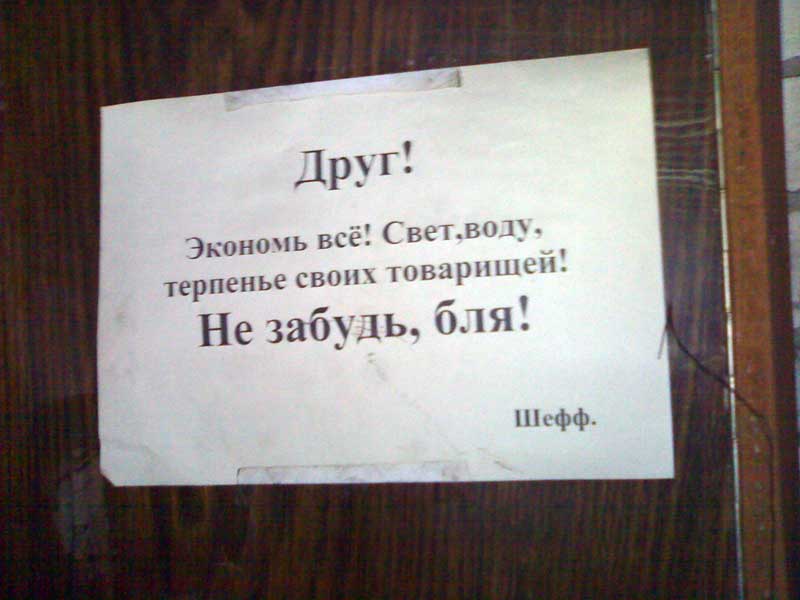 Друг!
Экономь всё! Свет,воду,
терпенье своих товарищей!
Не забудь, бля!
Шефф.